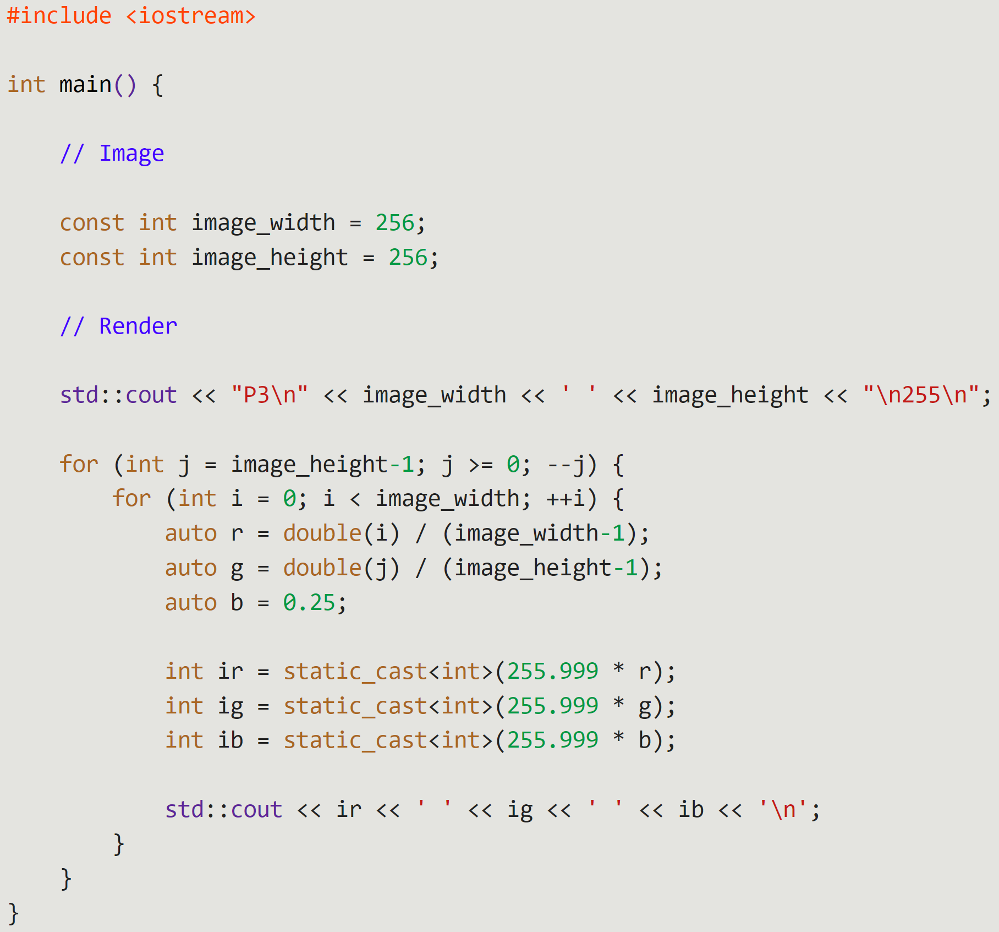 #include <iostream>

int main() {

    // Image

    const int image_width = 256;
    const int image_height = 256;

    // Render

    std::cout << "P3\n" << image_width << ' ' << image_height << "\n255\n";

    for (int j = image_height-1; j >= 0; --j) {
        for (int i = 0; i < image_width; ++i) {
            auto r = double(i) / (image_width-1);
            auto g = double(j) / (image_height-1);
            auto b = 0.25;

            int ir = static_cast<int>(255.999 * r);
            int ig = static_cast<int>(255.999 * g);
            int ib = static_cast<int>(255.999 * b);

            std::cout << ir << ' ' << ig << ' ' << ib << '\n';
        }
    }
}